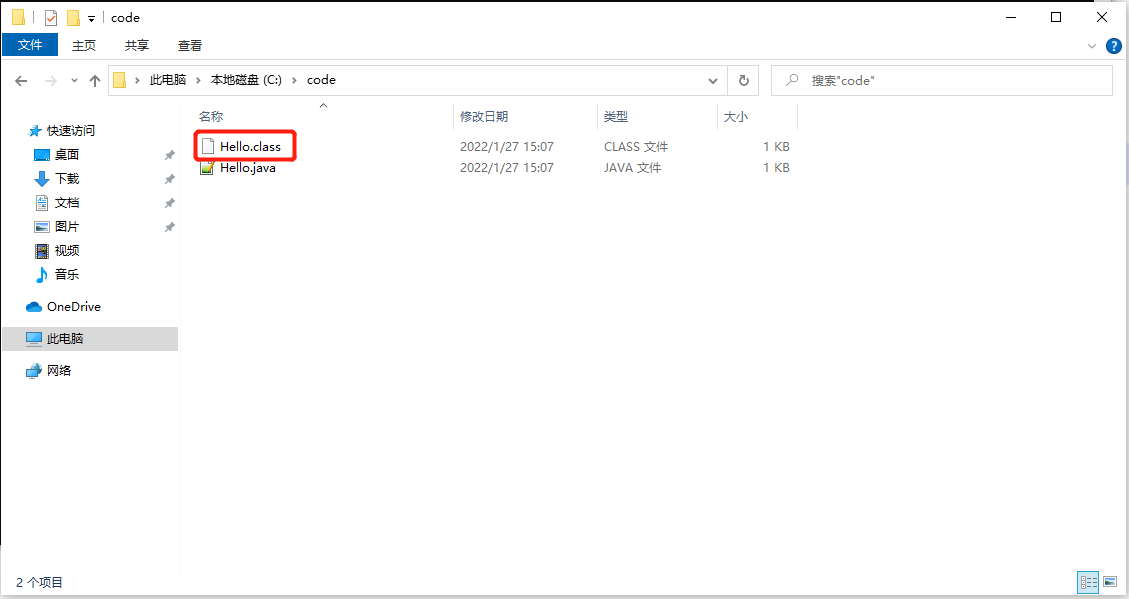 code
文件 主页 共享 查看
此电脑 本地磁盘 (C:) code 搜索"code"
名称 修改日期 类型 大小
快速访问
桌面
下载
文档
图片
视频
音乐
OneDrive
此电脑
网络
Hello.class 2022/1/27 15:07 CLASS 文件 1 KB
Hello.java 2022/1/27 15:07 JAVA 文件 1 KB
2 个项目